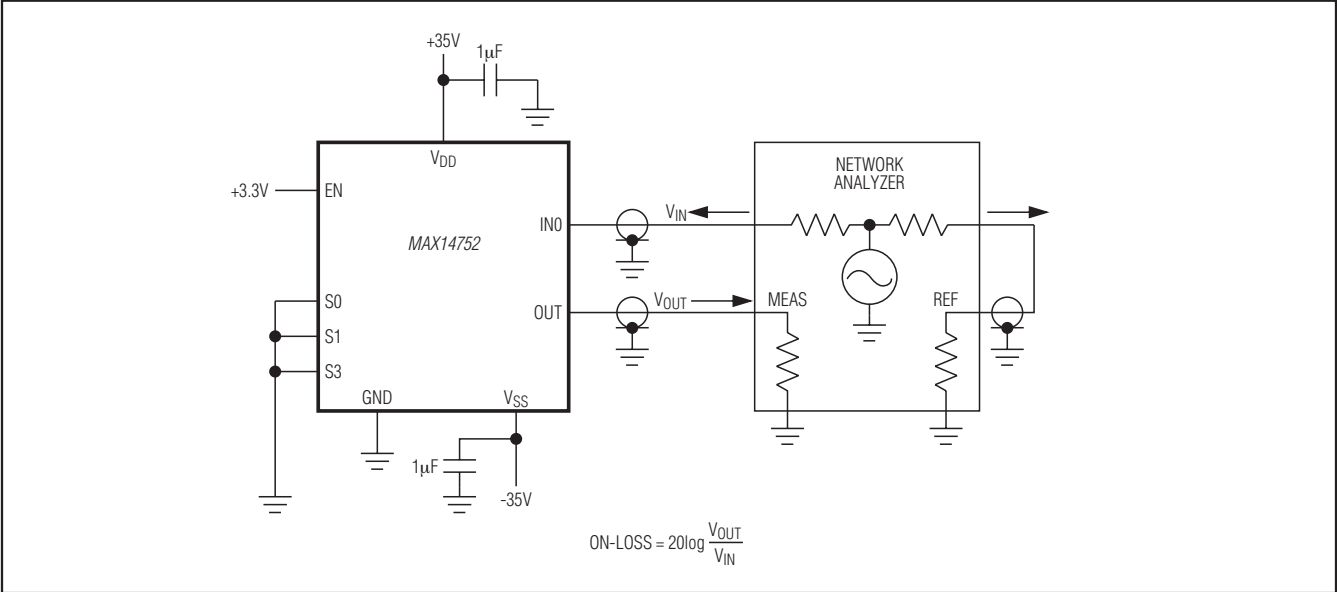 +35V
1μF
VDD
+3.3V
EN
NETWORK
ANALYZER
VIN
IN0
MAX14752
S0
VOUT
MEAS
REF
OUT
S1
S3
GND
VSS
1μF
-35V
ON-LOSS = 20log VOUT
VIN